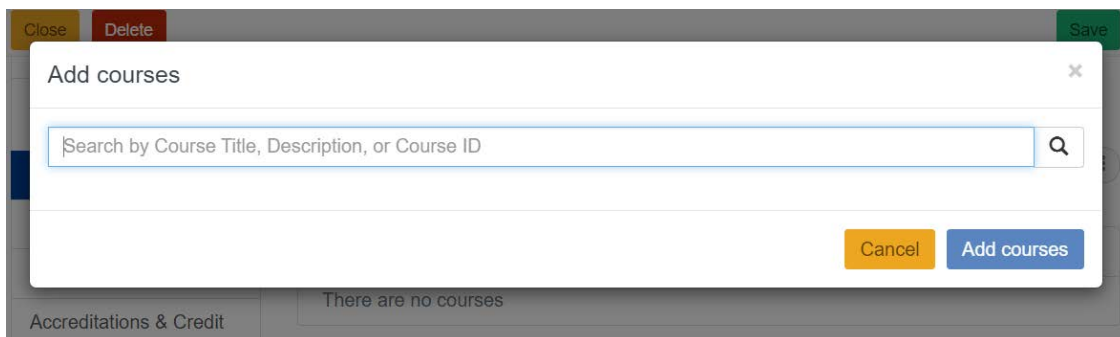 Close Delete Save
Add courses ×
Search by Course Title, Description, or Course ID
Cancel Add courses
There are no courses
Accreditations & Credit